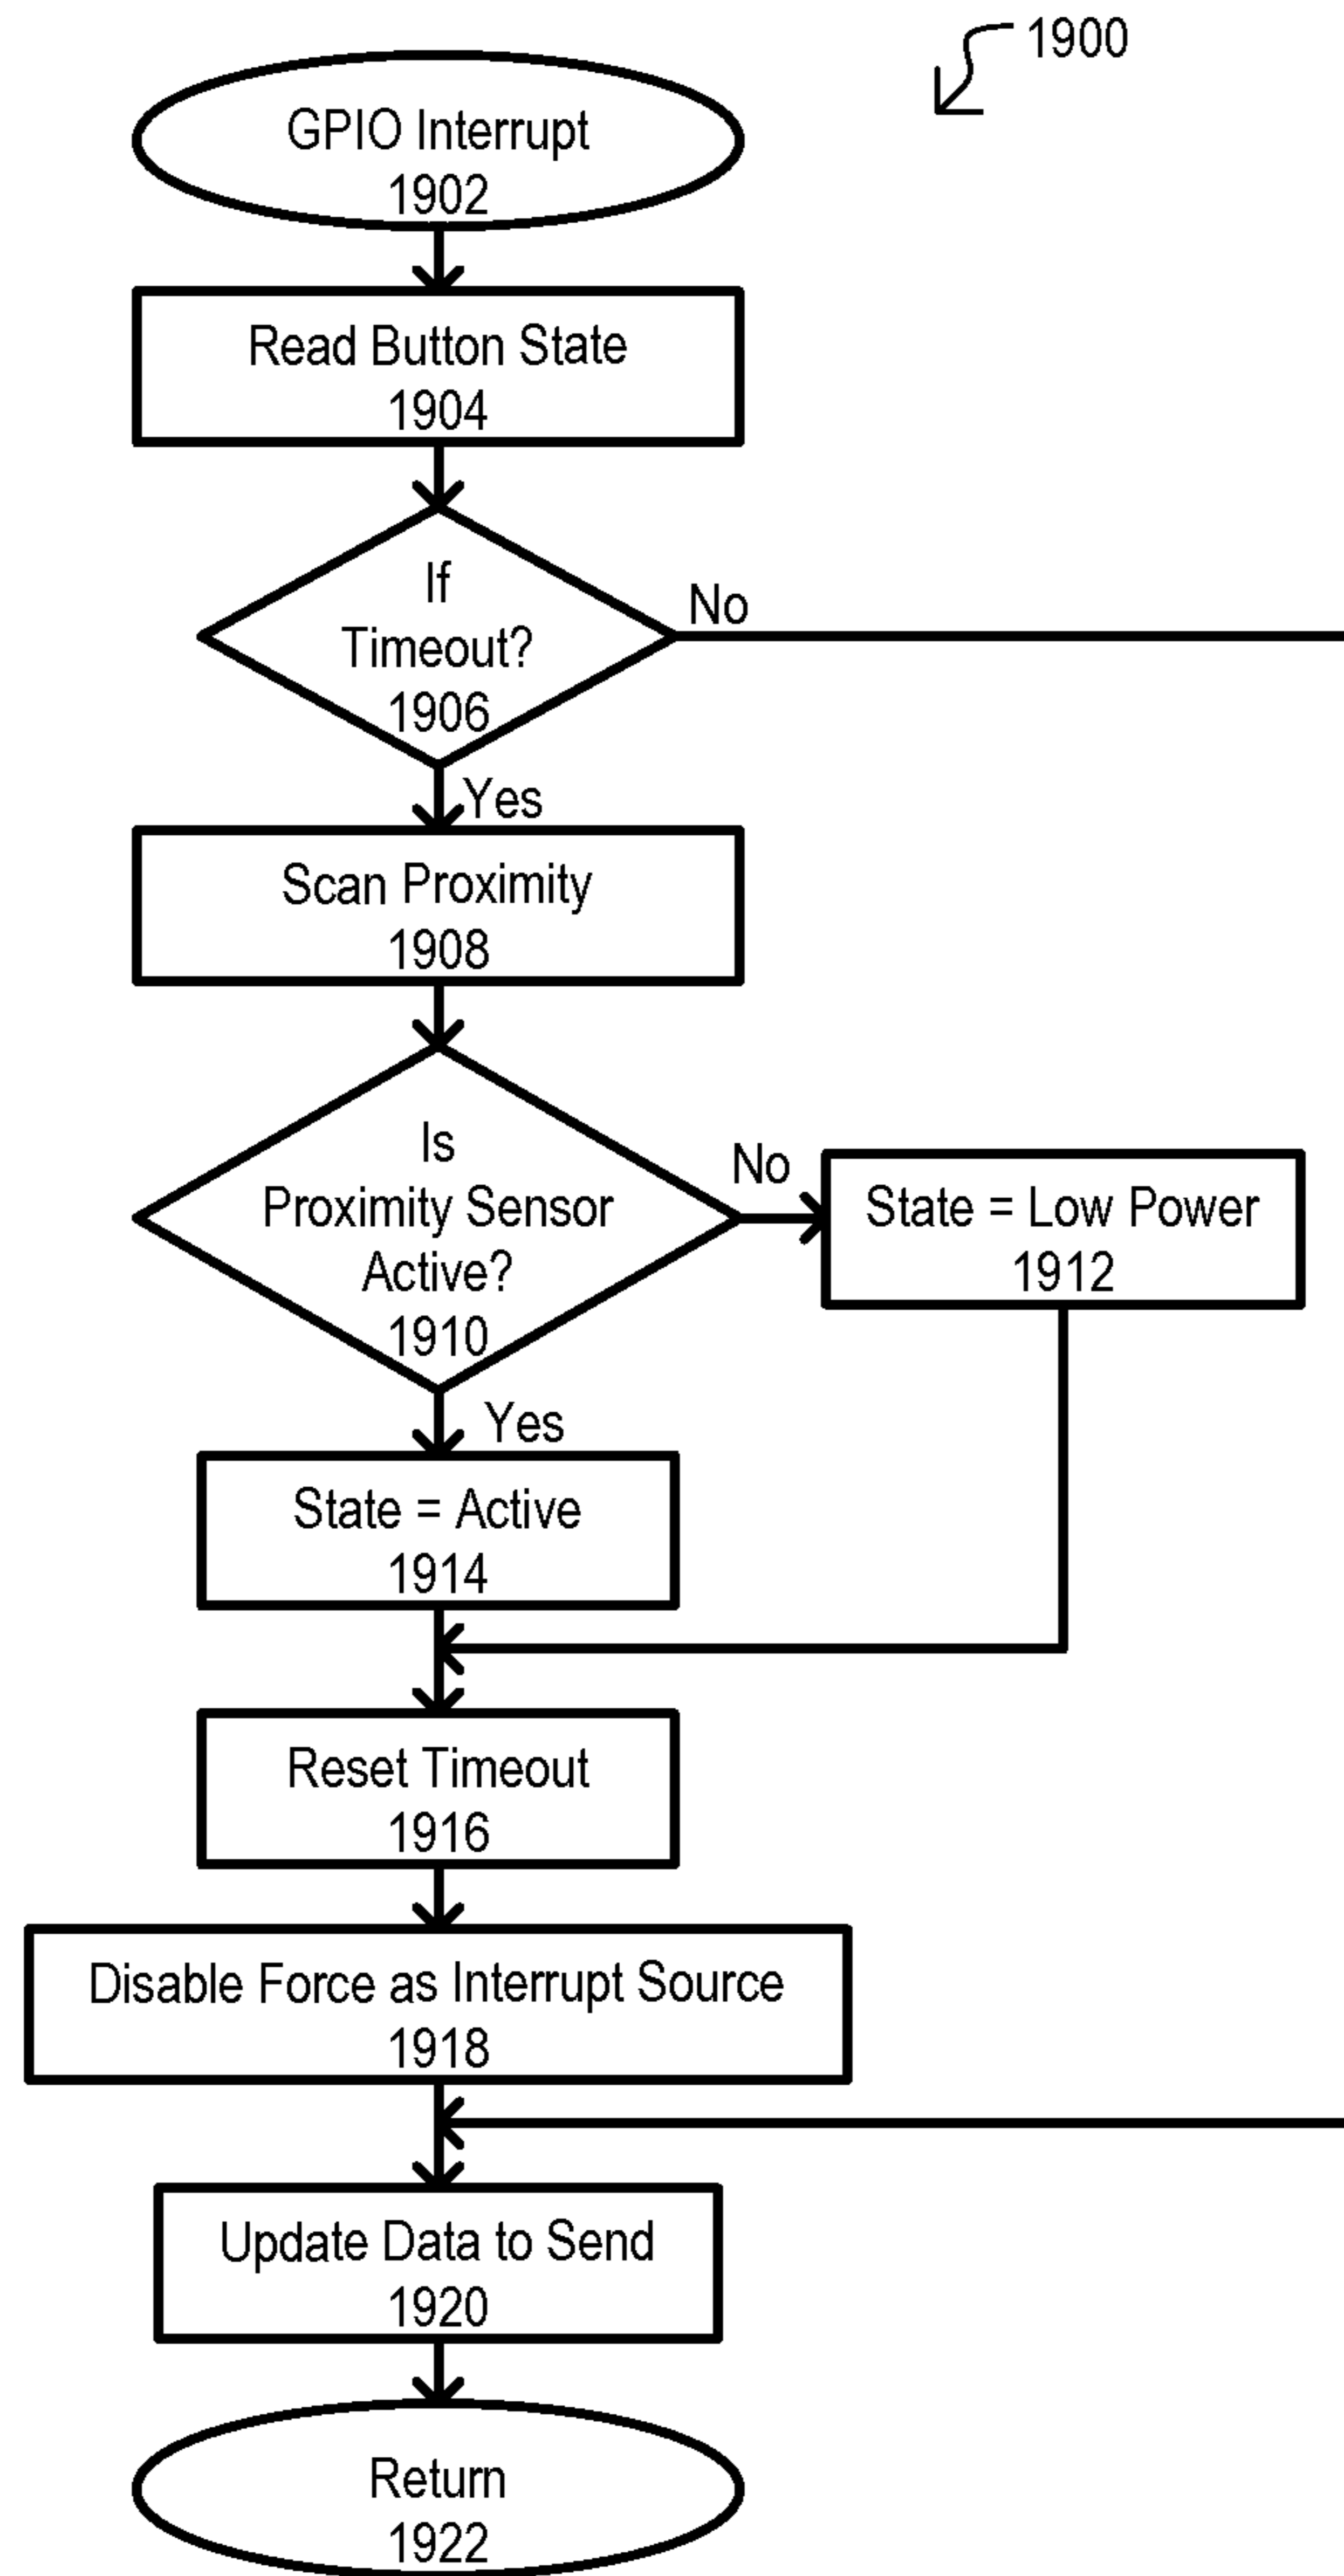 1900
GPIO Interrupt
1902
Read Button State
1904
If
Timeout?
1906
No
Yes
Scan Proximity
1908
Is
Proximity Sensor
Active?
1910
No
State = Low Power
1912
Yes
State = Active
1914
Reset Timeout
1916
Disable Force as Interrupt Source
1918
Update Data to Send
1920
Return
1922